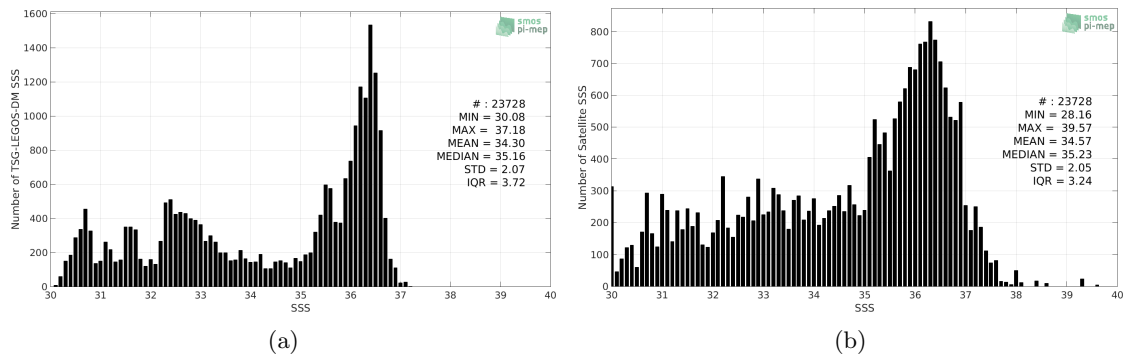 1600
1400
1200
1000
800
600
400
200
0
Number of TSG-LEGOS-DM SSS
smos
pi-mep
# : 23728
MIN = 30.08
MAX = 37.18
MEAN = 34.30
MEDIAN = 35.16
STD = 2.07
IQR = 3.72
30 31 32 33 34 35 36 37 38 39 40
SSS
(a)
800
700
600
500
400
300
200
100
0
Number of Satellite SSS
smos
pi-mep
# : 23728
MIN = 28.16
MAX = 39.57
MEAN = 34.57
MEDIAN = 35.23
STD = 2.05
IQR = 3.24
30 31 32 33 34 35 36 37 38 39 40
SSS
(b)